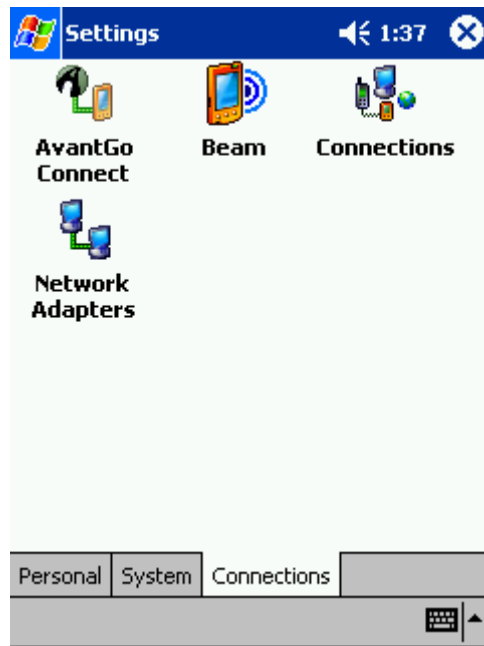 Settings 1:37
AvantGo Connect
Beam
Connections
Network Adapters
Personal System Connections